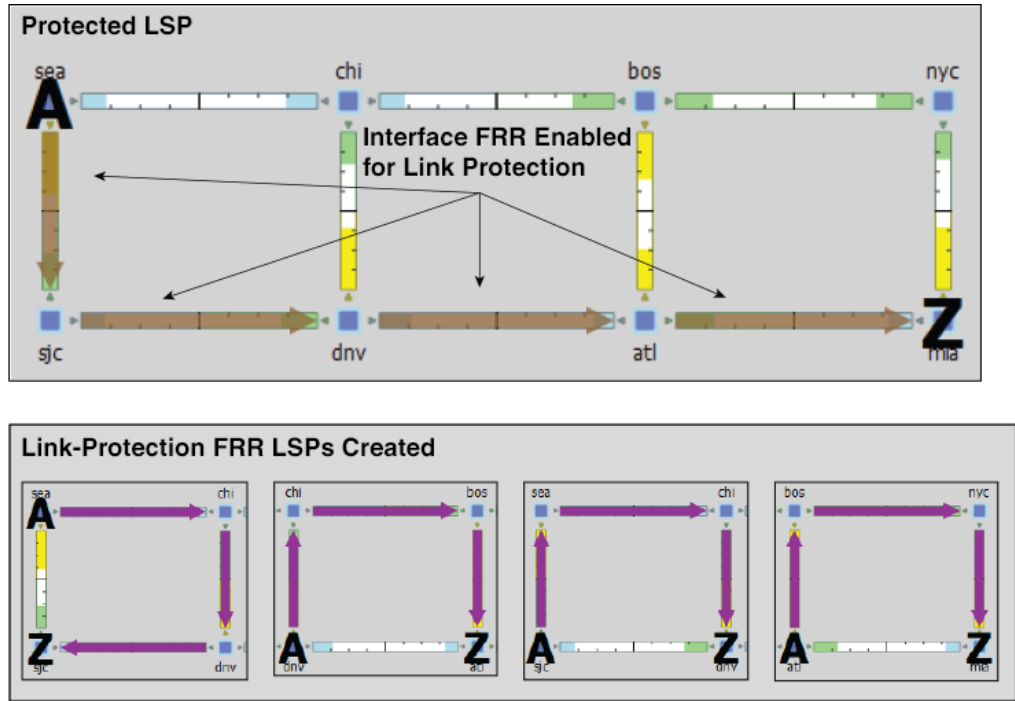 Protected LSP
sea
chi
bos
nyc
A
Interface FRR Enabled
for Link Protection
Z
sjc
dnv
atl
mia
Link-Protection FRR LSPs Created
sea
chi
A
Z
sjc
dnv
chi
bos
A
Z
dnv
atl
sea
chi
A
Z
sjc
dnv
bos
nyc
A
Z
atl
mia